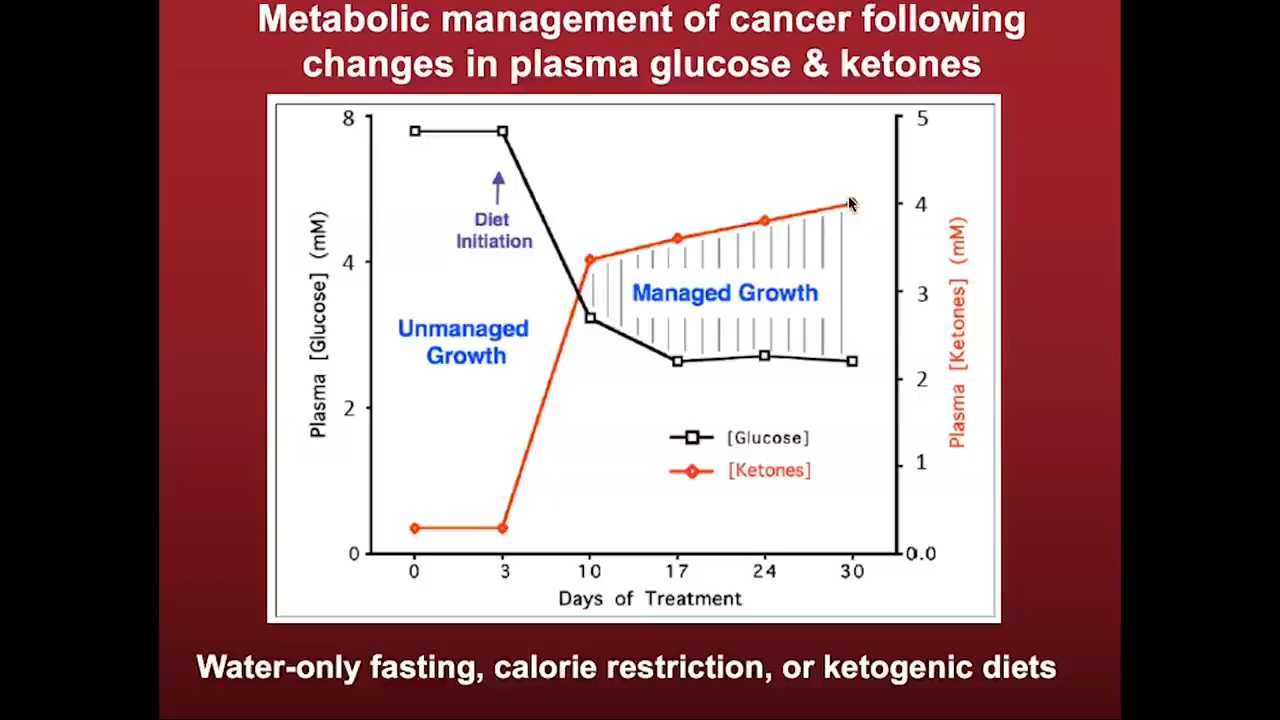 Metabolic management of cancer following
changes in plasma glucose & ketones
8
4
2
0
Plasma [Glucose] (mM)
5
4
3
2
1
0.0
Plasma [Ketones] (mM)
Diet
Initiation
Unmanaged
Growth
Managed Growth
[Glucose]
[Ketones]
0 3 10 17 24 30
Days of Treatment
Water-only fasting, calorie restriction, or ketogenic diets